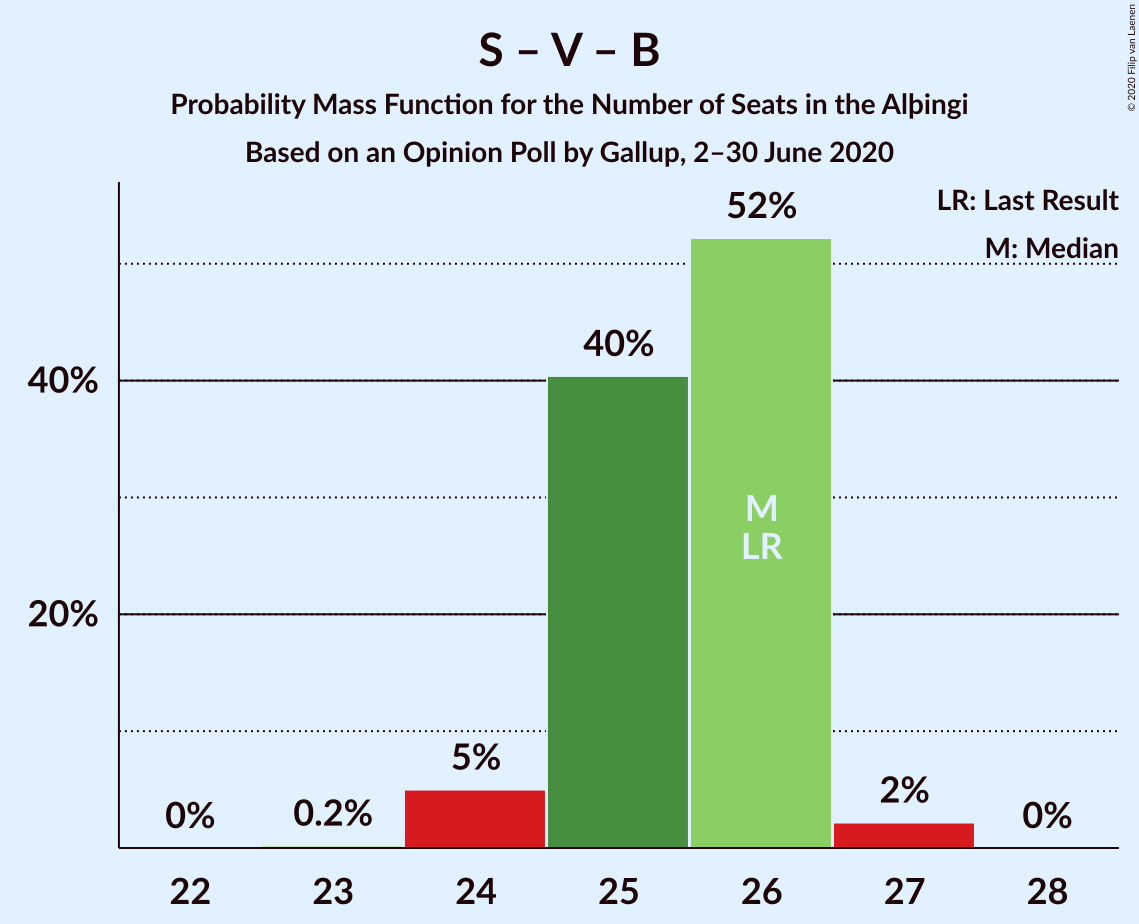 S – V – B
Probability Mass Function for the Number of Seats in the Alþingi
Based on an Opinion Poll by Gallup, 2–30 June 2020
© 2020 Filip van Laenen
LR: Last Result
M: Median
52%
40%
40%
M
LR
20%
5%
2%
0%
0.2%
0%
22
23
24
25
26
27
28